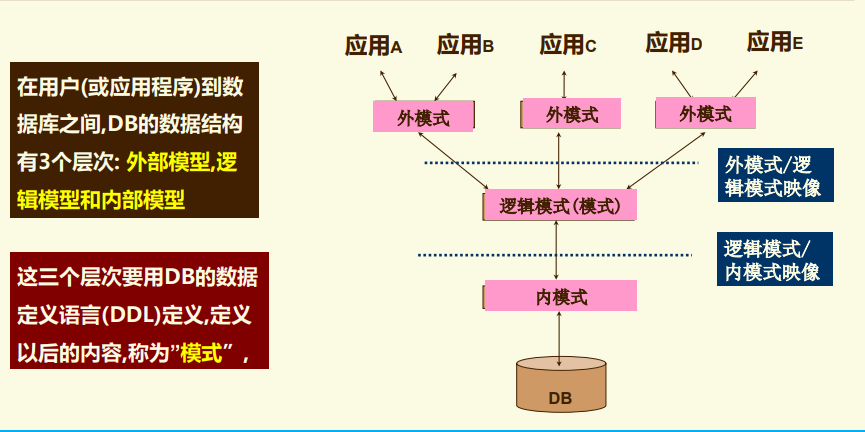 应用A 应用B 应用C 应用D 应用E
在用户(或应用程序)到数
据库之间,DB的数据结构
有3个层次: 外部模型,逻
辑模型和内部模型
外模式 外模式 外模式
外模式/逻
辑模式映像
逻辑模式(模式)
逻辑模式/
内模式映像
这三个层次要用DB的数据
定义语言(DDL)定义,定义
以后的内容,称为”模式”,
内模式
DB